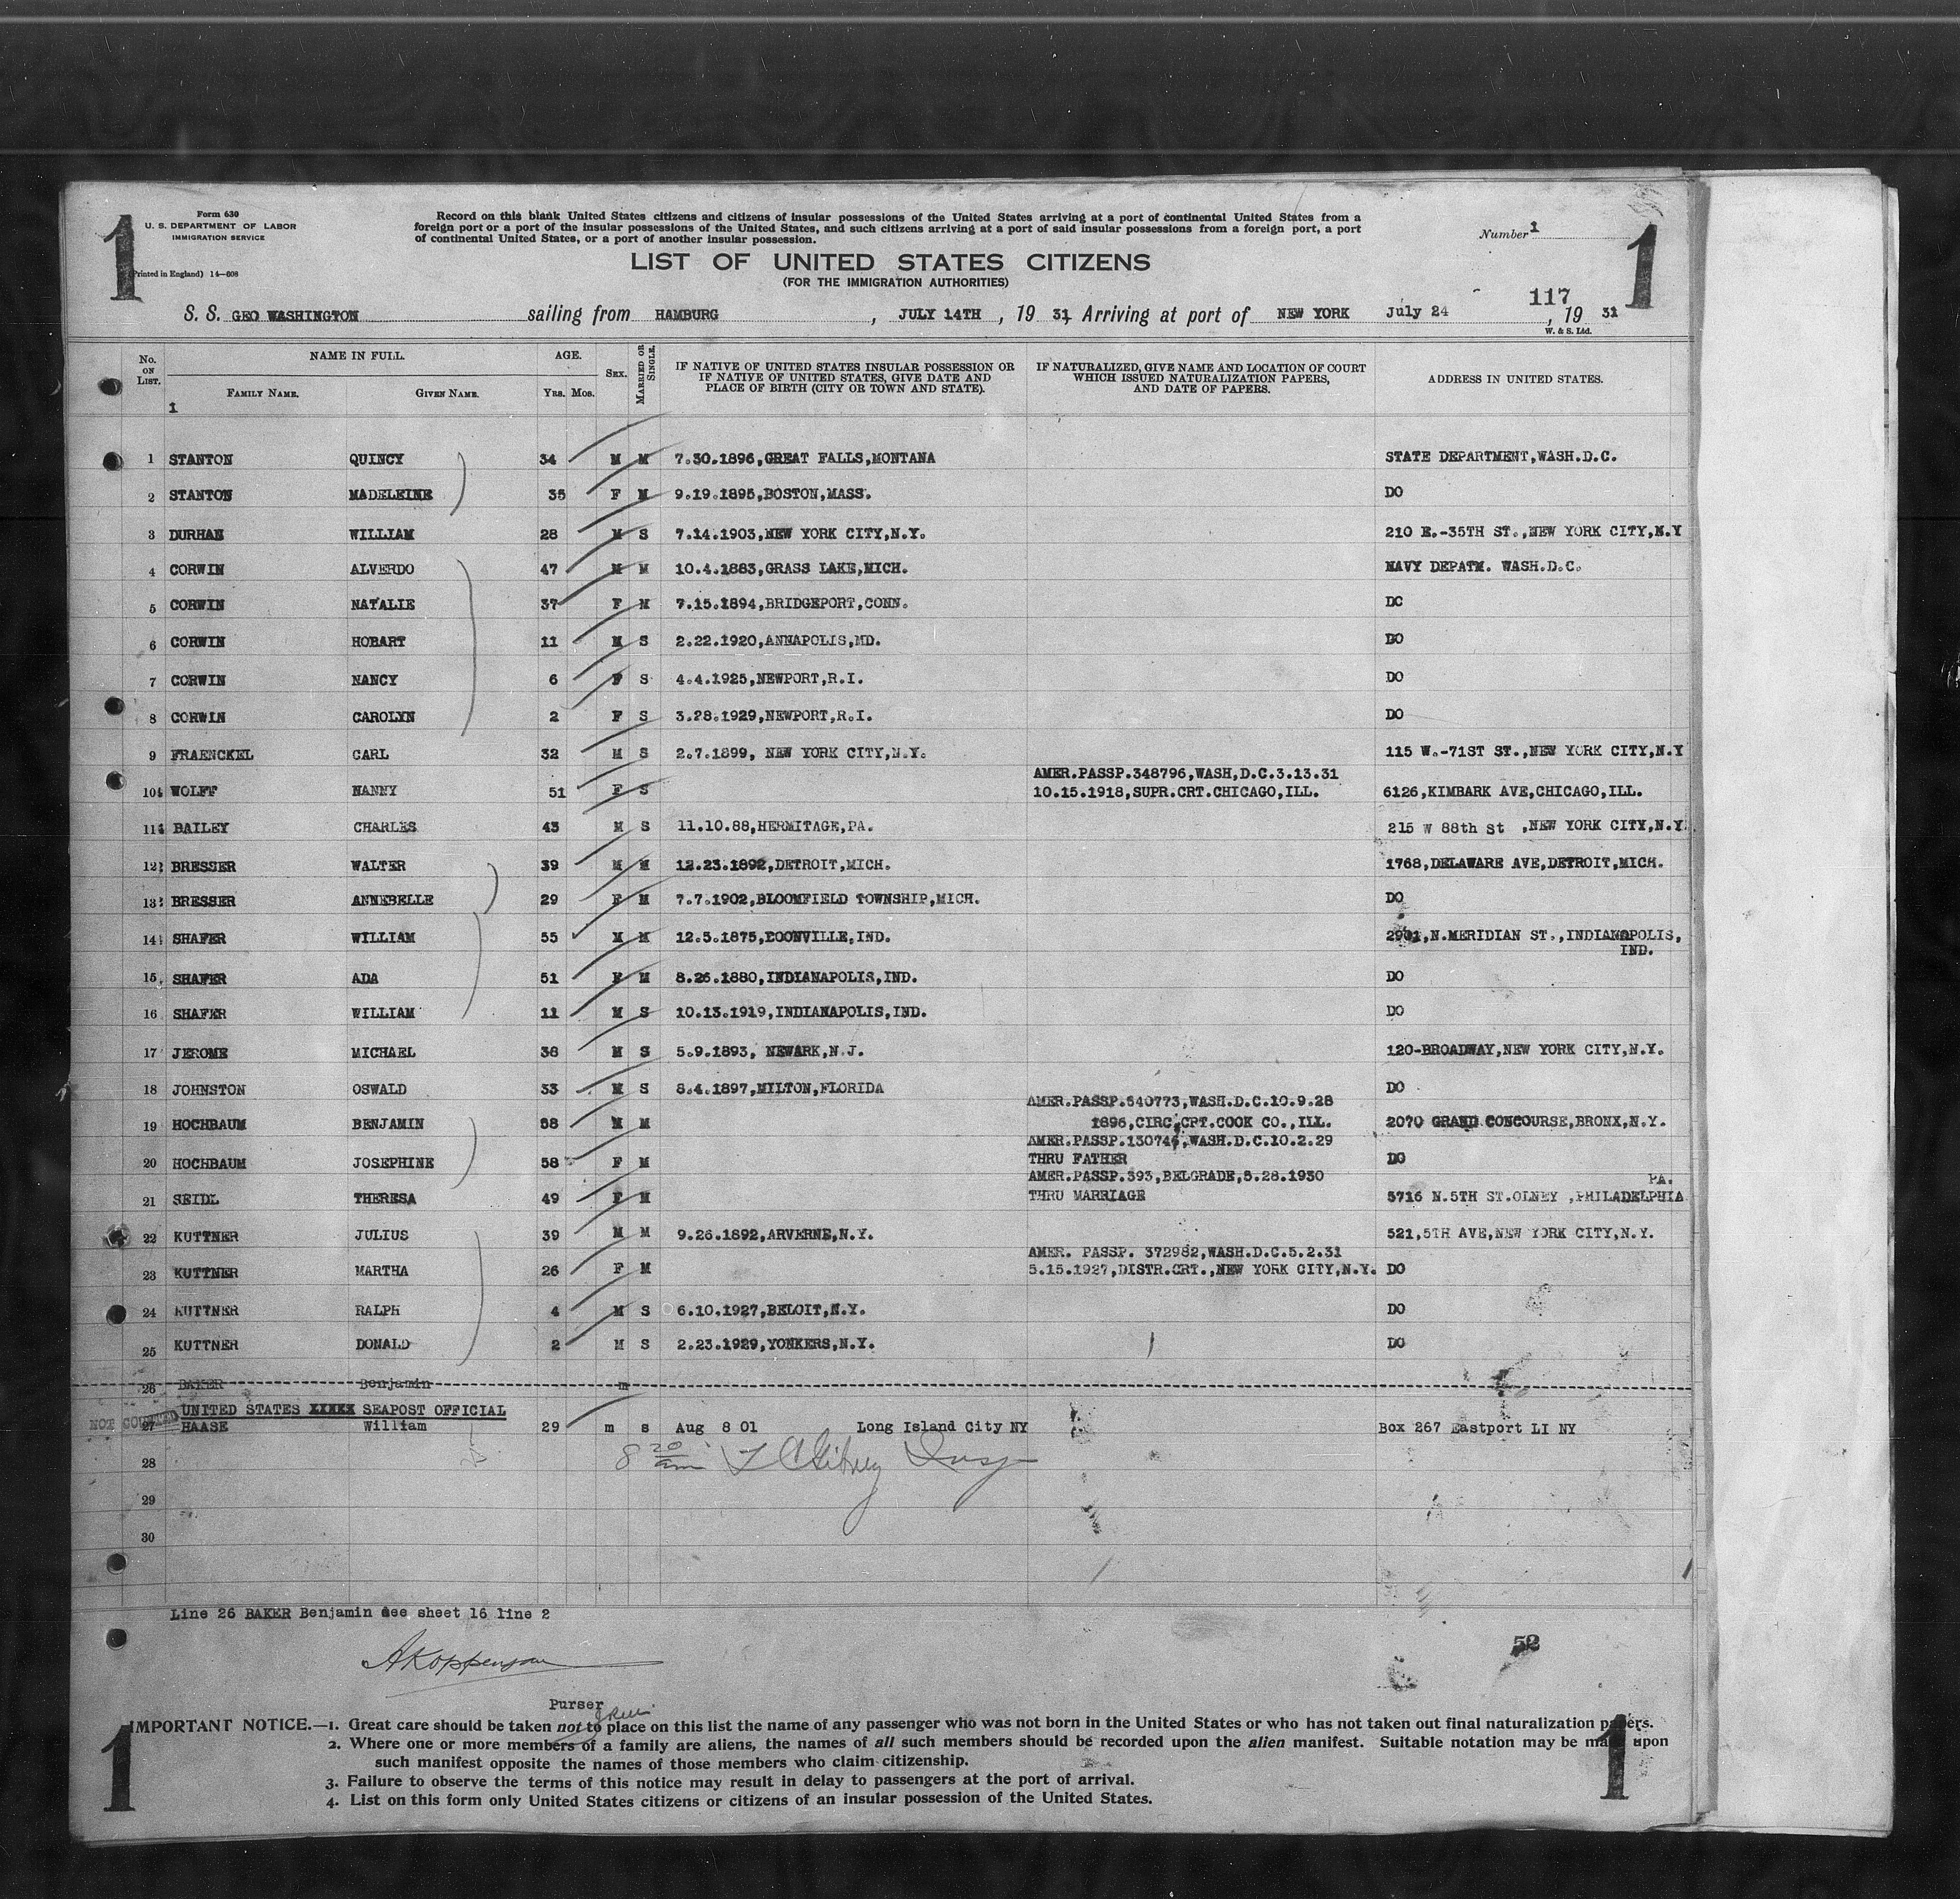 1
Form 630
U. S. DEPARTMENT OF LABOR
IMMIGRATION SERVICE
(Printed in England) 14—608
Record on this blank United States citizens and citizens of insular possessions of the United States arriving at a port of continental United States from a
foreign port or a port of the insular possessions of the United States, and such citizens arriving at a port of said insular possessions from a foreign port, a port
of continental United States, or a port of another insular possession.
Number 1
1
LIST OF UNITED STATES CITIZENS
(FOR THE IMMIGRATION AUTHORITIES)
117
S. S. GEO WASHINGTON sailing from HAMBURG, JULY 14TH, 19 31, Arriving at port of NEW YORK July 24, 19 31
W. & S. Ltd.
No. ON LIST. NAME IN FULL. AGE. SEX. MARRIED OR SINGLE. IF NATIVE OF UNITED STATES INSULAR POSSESSION OR IF NATIVE OF UNITED STATES, GIVE DATE AND PLACE OF BIRTH (CITY OR TOWN AND STATE). IF NATURALIZED, GIVE NAME AND LOCATION OF COURT WHICH ISSUED NATURALIZATION PAPERS, AND DATE OF PAPERS. ADDRESS IN UNITED STATES.
FAMILY NAME. GIVEN NAME. YRS. MOS.
1
1 STANTON QUINCY 34 M M 7.30.1896,GREAT FALLS,MONTANA STATE DEPARTMENT,WASH.D.C.
2 STANTON MADELEINE 35 F M 9.19.1895,BOSTON,MASS. DO
3 DURHAN WILLIAM 28 M S 7.14.1903,NEW YORK CITY,N.Y. 210 E.-35TH ST.,NEW YORK CITY,N.Y
4 CORWIN ALVERDO 47 M M 10.4.1883,GRASS LAKE,MICH. NAVY DEPATM. WASH.D.C.
5 CORWIN NATALIE 37 F M 7.15.1894,BRIDGEPORT,CONN. DC
6 CORWIN HOBART 11 M S 2.22.1920,ANNAPOLIS,MD. DO
7 CORWIN NANCY 6 F S 4.4.1925,NEWPORT,R.I. DO
8 CORWIN CAROLYN 2 F S 3.28.1929,NEWPORT,R.I. DO
9 FRAENCKEL CARL 32 M S 2.7.1899, NEW YORK CITY,N.Y. 115 W.-71ST ST.,NEW YORK CITY,N.Y
AMER.PASSP.348796,WASH,D.C.3.13.31
10 WOLFF NANNY 51 F S 10.15.1918,SUPR.CRT.CHICAGO,ILL. 6126,KIMBARK AVE,CHICAGO,ILL.
11 BAILEY CHARLES 43 M S 11.10.88,HERMITAGE,PA. 215 W 88th St ,NEW YORK CITY,N.Y.
12 BRESSER WALTER 39 M M 12.23.1892,DETROIT,MICH. 1768,DELAWARE AVE,DETROIT,MICH.
13 BRESSER ANNEBELLE 29 F M 7.7.1902,BLOOMFIELD TOWNSHIP,MICH. DO
14 SHAFER WILLIAM 55 M M 12.5.1875,BOONVILLE,IND. 2901,N.MERIDIAN ST.,INDIANAPOLIS,
IND.
15 SHAFER ADA 51 F M 8.26.1880,INDIANAPOLIS,IND. DO
16 SHAFER WILLIAM 11 M S 10.13.1919,INDIANAPOLIS,IND. DO
17 JEROME MICHAEL 38 M S 5.9.1893, NEWARK,N.J. 120-BROADWAY,NEW YORK CITY,N.Y.
18 JOHNSTON OSWALD 33 M S 8.4.1897,MILTON,FLORIDA DO
AMER.PASSP.640773,WASH.D.C.10.9.28
19 HOCHBAUM BENJAMIN 58 M M 1896,CIRC,CRT.COOK CO.,ILL. 2070 GRAND CONCOURSE,BRONX,N.Y.
AMER.PASSP.130744,WASH.D.C.10.2.29
20 HOCHBAUM JOSEPHINE 58 F M THRU FATHER DO
AMER.PASSP.393,BELGRADE,5.28.1930 PA.
21 SEIDL THERESA 49 F M THRU MARRIAGE 5716 N.5TH ST.OLNEY ,PHILADELPHIA
22 KUTTNER JULIUS 39 M M 9.26.1892,ARVERNE,N.Y. 521,5TH AVE,NEW YORK CITY,N.Y.
AMER. PASSP. 372982,WASH.D.C.5.2.31
23 KUTTNER MARTHA 26 F M 5.15.1927,DISTR.CRT.,NEW YORK CITY,N.Y. DO
24 KUTTNER RALPH 4 M S 6.10.1927,BELOIT,N.Y. DO
25 KUTTNER DONALD 2 M S 2.23.1929,YONKERS,N.Y. DO
26 BAKER Benjamin m
UNITED STATES SEAPOST OFFICIAL
NOT COUNTED
27 HAASE William 29 m s Aug 8 01 Long Island City NY Box 267 Eastport LI NY
8 20 am
28
29
30
Line 26 BAKER Benjamin see sheet 16 line 2
52
Purser
IMPORTANT NOTICE.—1. Great care should be taken not to place on this list the name of any passenger who was not born in the United States or who has not taken out final naturalization papers.
2. Where one or more members of a family are aliens, the names of all such members should be recorded upon the alien manifest. Suitable notation may be made upon
such manifest opposite the names of those members who claim citizenship.
3. Failure to observe the terms of this notice may result in delay to passengers at the port of arrival.
4. List on this form only United States citizens or citizens of an insular possession of the United States.
1
1